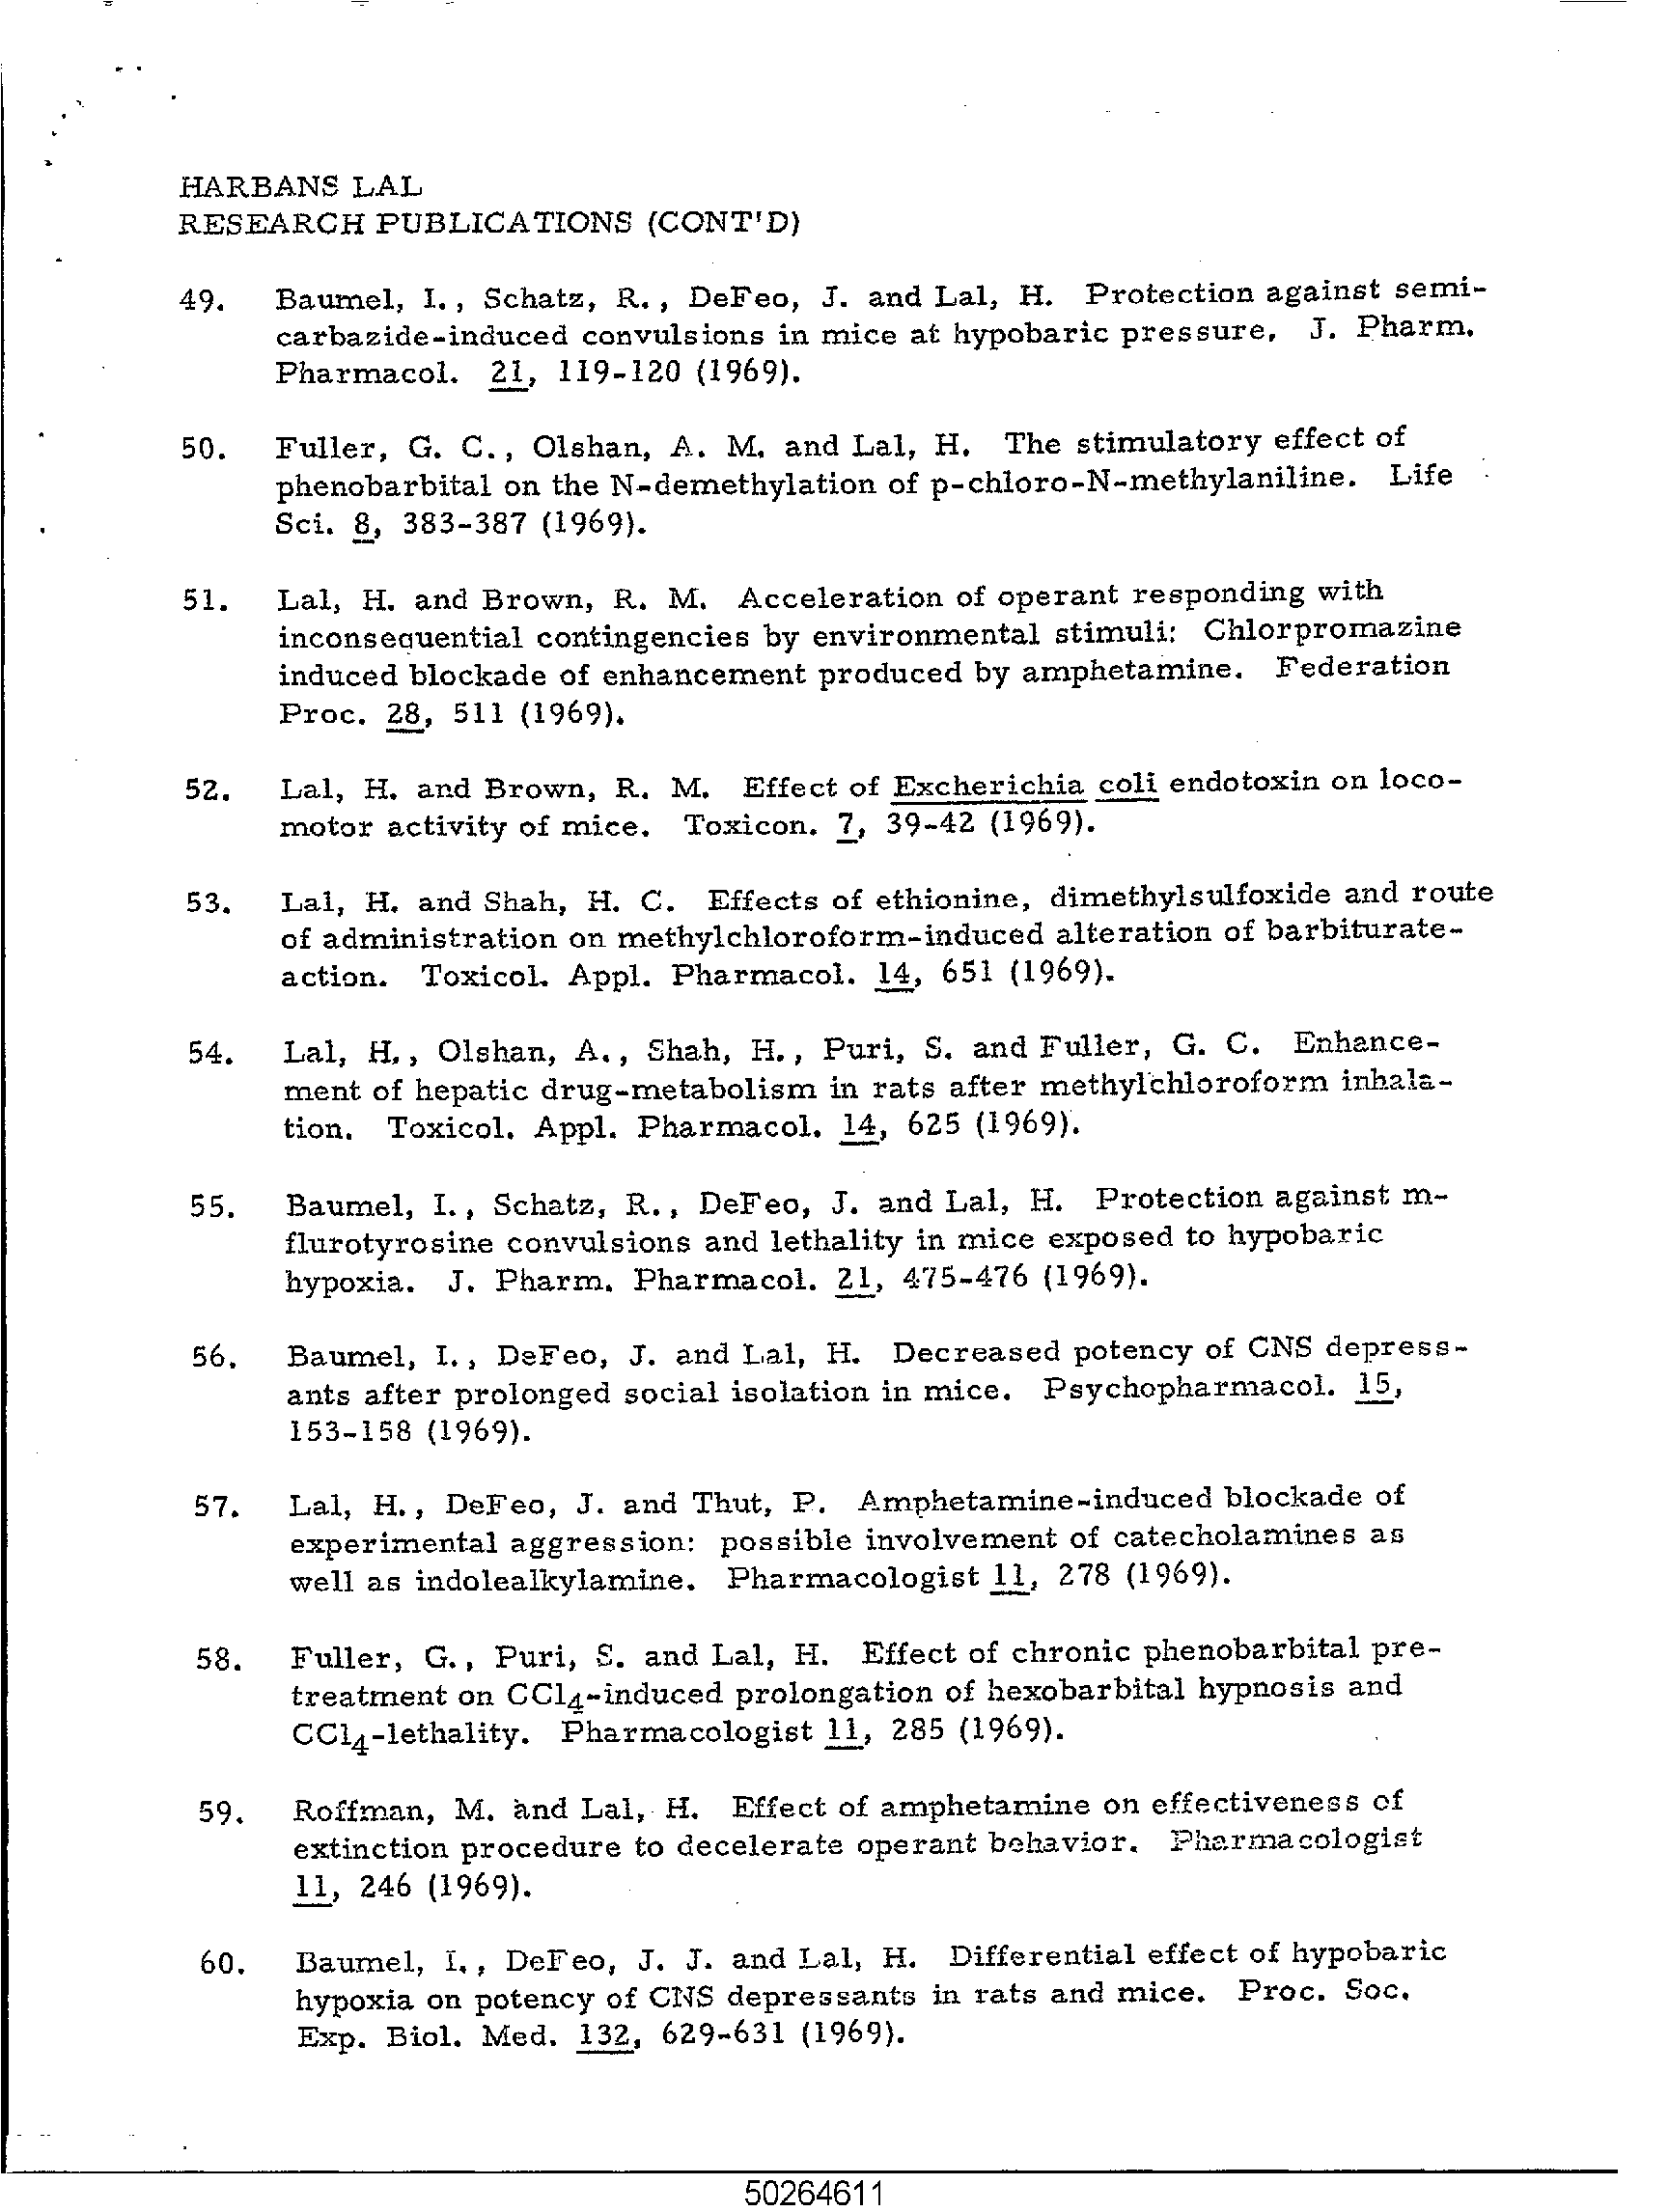 HARBANS LAL
RESEARCH PUBLICATIONS (CONT'D)
49. Baumel, I., Schatz, R., DeFeo, J. and Lal, H. Protection against semi-
carbazide-induced convulsions in mice at hypobaric pressure. J. Pharm.
Pharmacol. 21, 119-120 (1969).
50. Fuller, G. C., Olshan, A. M. and Lal, H. The stimulatory effect of
phenobarbital on the N-demethylation of p-chloro-N-methylaniline. Life
Sci. 8, 383-387 (1969).
51. Lal, H. and Brown, R. M. Acceleration of operant responding with
inconsequential contingencies by environmental stimuli: Chlorpromazine
induced blockade of enhancement produced by amphetamine. Federation
Proc. 28, 511 (1969).
52. Lal, H. and Brown, R. M. Effect of Excherichia coli endotoxin on loco-
motor activity of mice. Toxicon. 7, 39-42 (1969).
53. Lal, H. and Shah, H. C. Effects of ethionine, dimethylsulfoxide and route
of administration on methylchloroform-induced alteration of barbiturate-
action. Toxicol. Appl. Pharmacol. 14, 651 (1969).
54. Lal, H., Olshan, A., Shah, H., Puri, S. and Fuller, G. C. Enhance-
ment of hepatic drug-metabolism in rats after methylchloroform inhala-
tion. Toxicol. Appl. Pharmacol. 14, 625 (1969).
55. Baumel, I., Schatz, R., DeFeo, J. and Lal, H. Protection against m-
flurotyrosine convulsions and lethality in mice exposed to hypobaric
hypoxia. J. Pharm. Pharmacol. 21, 475-476 (1969).
56. Baumel, I., DeFeo, J. and Lal, H. Decreased potency of CNS depress-
ants after prolonged social isolation in mice. Psychopharmacol. 15,
153-158 (1969).
57. Lal, H., DeFeo, J. and Thut, P. Amphetamine-induced blockade of
experimental aggression: possible involvement of catecholamines as
well as indolealkylamine. Pharmacologist 11, 278 (1969).
58. Fuller, G., Puri, S. and Lal, H. Effect of chronic phenobarbital pre-
treatment on CCl4-induced prolongation of hexobarbital hypnosis and
CCl4-lethality. Pharmacologist 11, 285 (1969).
59. Roffman, M. and Lal, H. Effect of amphetamine on effectiveness of
extinction procedure to decelerate operant behavior. Pharmacologist
11, 246 (1969).
60. Baumel, I., DeFeo, J. J. and Lal, H. Differential effect of hypobaric
hypoxia on potency of CNS depressants in rats and mice. Proc. Soc.
Exp. Biol. Med. 132, 629-631 (1969).
50264611